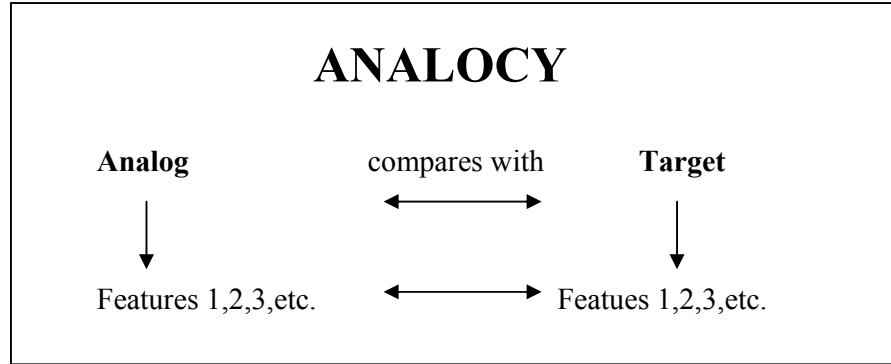 ANALOCY
Analog compares with Target
Features 1,2,3,etc. Featues 1,2,3,etc.